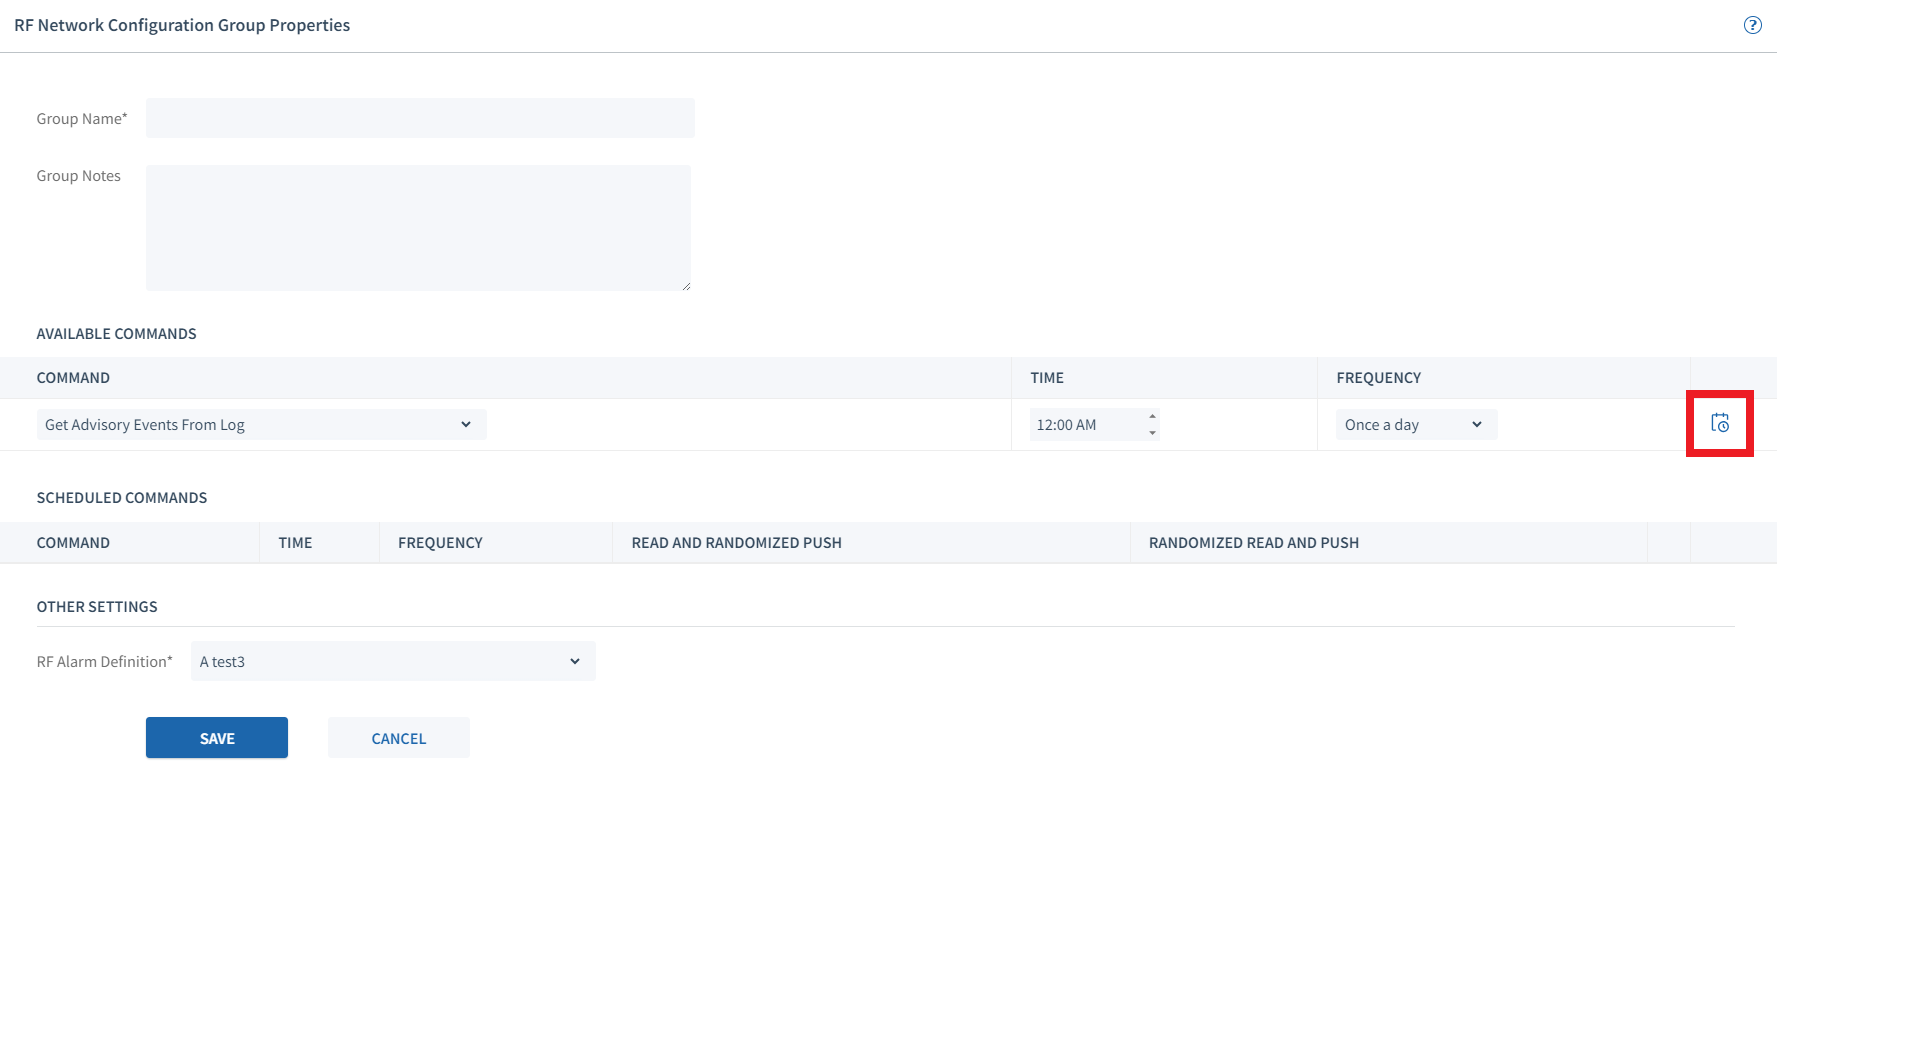 RF Network Configuration Group Properties
?
Group Name*
Group Notes
AVAILABLE COMMANDS
COMMAND TIME FREQUENCY
Get Advisory Events From Log 12:00 AM Once a day
SCHEDULED COMMANDS
COMMAND TIME FREQUENCY READ AND RANDOMIZED PUSH RANDOMIZED READ AND PUSH
OTHER SETTINGS
RF Alarm Definition* A test3
SAVE CANCEL